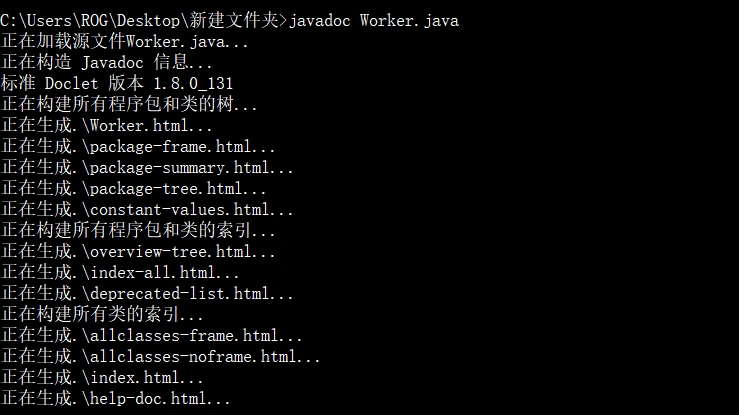 C:\Users\ROG\Desktop\新建文件夹>javadoc Worker.java
正在加载源文件Worker.java...
正在构造 Javadoc 信息...
标准 Doclet 版本 1.8.0_131
正在构建所有程序包和类的树...
正在生成.\Worker.html...
正在生成.\package-frame.html...
正在生成.\package-summary.html...
正在生成.\package-tree.html...
正在生成.\constant-values.html...
正在构建所有程序包和类的索引...
正在生成.\overview-tree.html...
正在生成.\index-all.html...
正在生成.\deprecated-list.html...
正在构建所有类的索引...
正在生成.\allclasses-frame.html...
正在生成.\allclasses-noframe.html...
正在生成.\index.html...
正在生成.\help-doc.html...